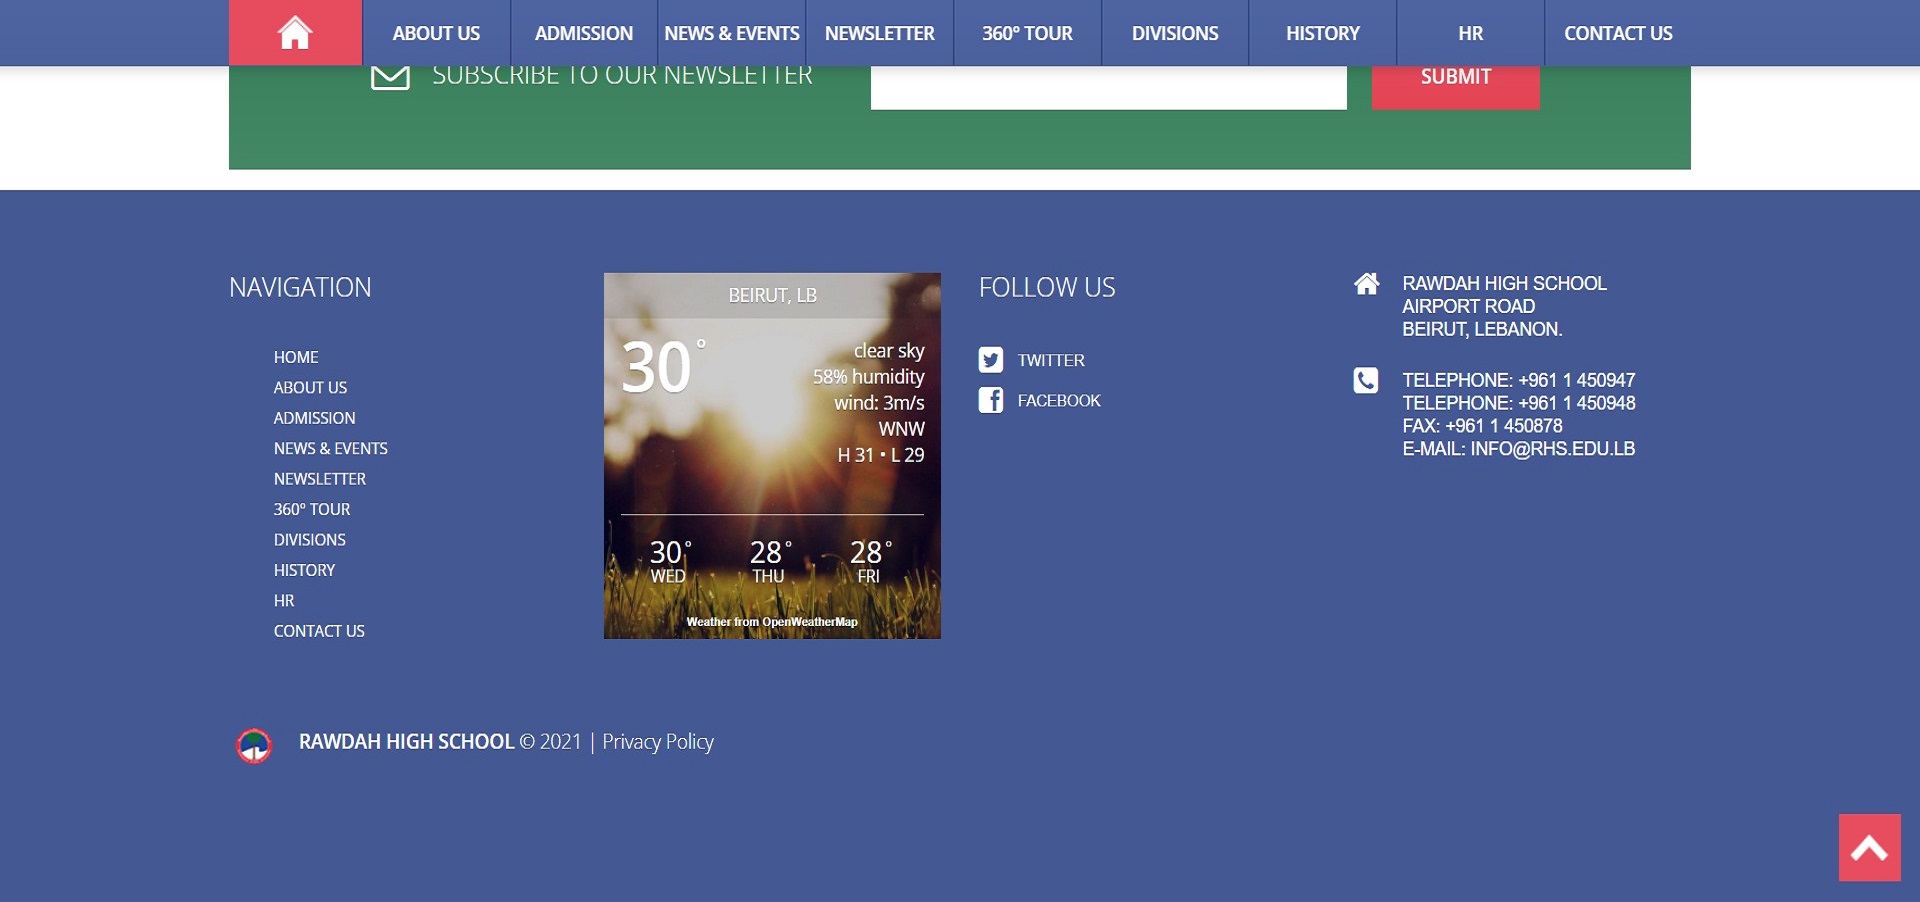 ABOUT US
ADMISSION
NEWS & EVENTS
NEWSLETTER
360° TOUR
DIVISIONS
HISTORY
HR
CONTACT US
SUBSCRIBE TO OUR NEWSLETTER
SUBMIT
NAVIGATION
HOME
ABOUT US
ADMISSION
NEWS & EVENTS
NEWSLETTER
360° TOUR
DIVISIONS
HISTORY
HR
CONTACT US
BEIRUT, LB
30°
clear sky
58% humidity
wind: 3m/s
WNW
H 31 • L 29
30° 28° 28°
WED THU FRI
Weather from OpenWeatherMap
FOLLOW US
TWITTER
FACEBOOK
RAWDAH HIGH SCHOOL
AIRPORT ROAD
BEIRUT, LEBANON.
TELEPHONE: +961 1 450947
TELEPHONE: +961 1 450948
FAX: +961 1 450878
E-MAIL: INFO@RHS.EDU.LB
RAWDAH HIGH SCHOOL © 2021 | Privacy Policy